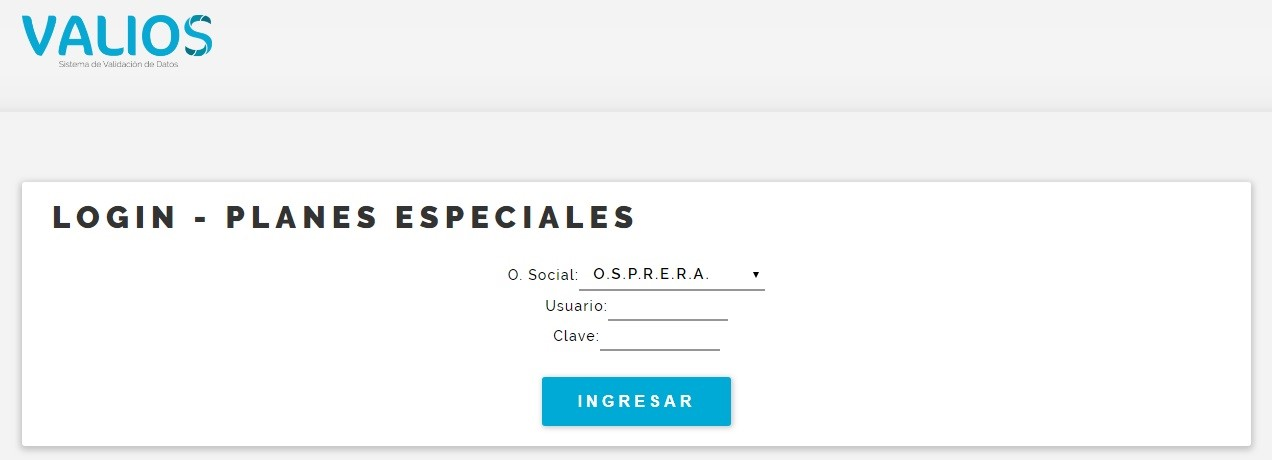 VALIOS
Sistema de Validación de Datos
LOGIN - PLANES ESPECIALES
O. Social: O.S.P.R.E.R.A.
Usuario:
Clave:
INGRESAR